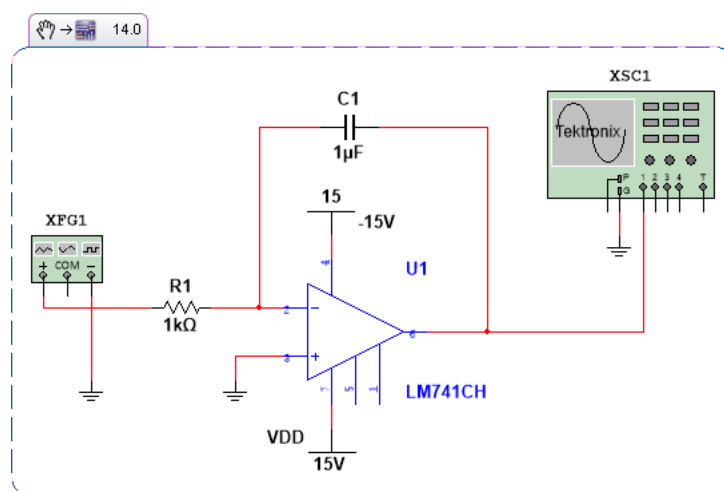 14.0
XSC1
C1
Tektronix
1µF
P 1 2 3 4 T
G
15
-15V
XFG1
+ COM −
4
U1
R1
2 −
1kΩ
6
3 +
7 5 1
LM741CH
VDD
15V